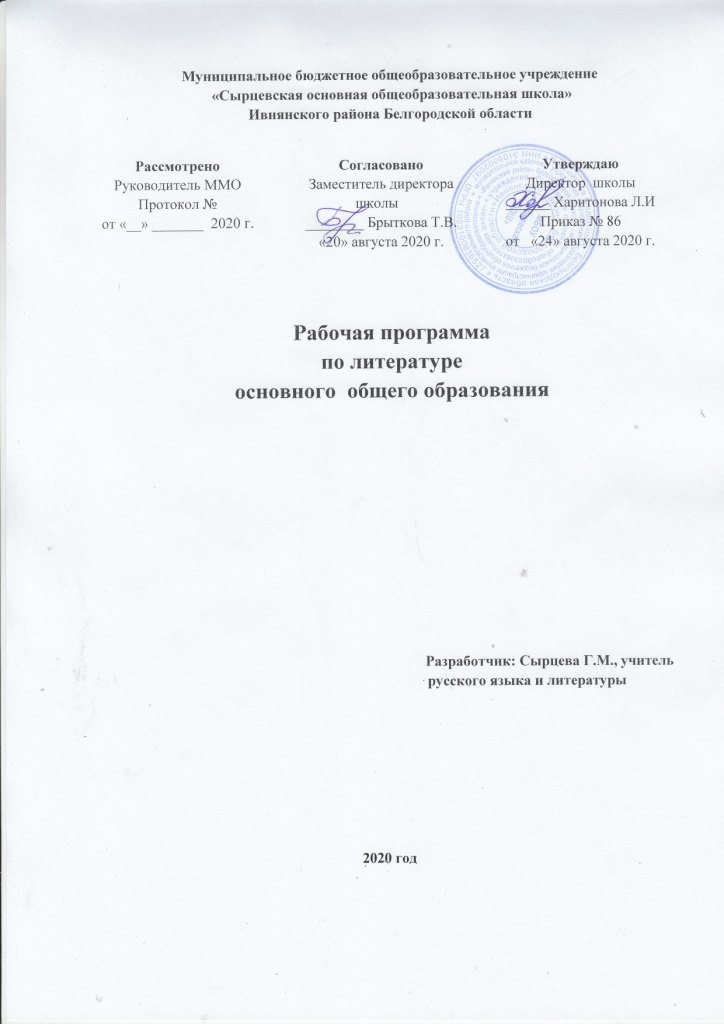 Муниципальное бюджетное общеобразовательное учреждение
«Сырцевская основная общеобразовательная школа»
Ивнянского района Белгородской области
Рассмотрено
Руководитель ММО
Протокол №
от «__» _______ 2020 г.
Согласовано
Заместитель директора
школы
________ Брыткова Т.В.
«20» августа 2020 г.
Утверждаю
Директор школы
Харитонова Л.И
Приказ № 86
от «24» августа 2020 г.
Рабочая программа
по литературе
основного общего образования
Разработчик: Сырцева Г.М., учитель
русского языка и литературы
2020 год